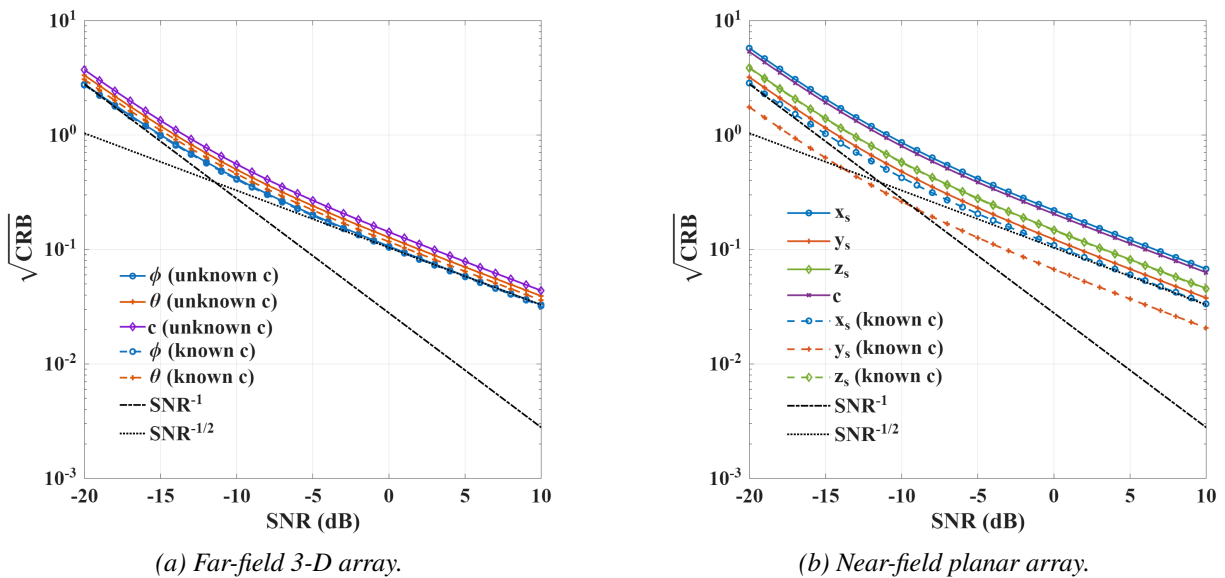 10^1
10^0
10^-1
10^-2
10^-3
√CRB
-20 -15 -10 -5 0 5 10
SNR (dB)
ϕ (unknown c)
θ (unknown c)
c (unknown c)
ϕ (known c)
θ (known c)
SNR^-1
SNR^-1/2
(a) Far-field 3-D array.
10^1
10^0
10^-1
10^-2
10^-3
√CRB
-20 -15 -10 -5 0 5 10
SNR (dB)
x_s
y_s
z_s
c
x_s (known c)
y_s (known c)
z_s (known c)
SNR^-1
SNR^-1/2
(b) Near-field planar array.